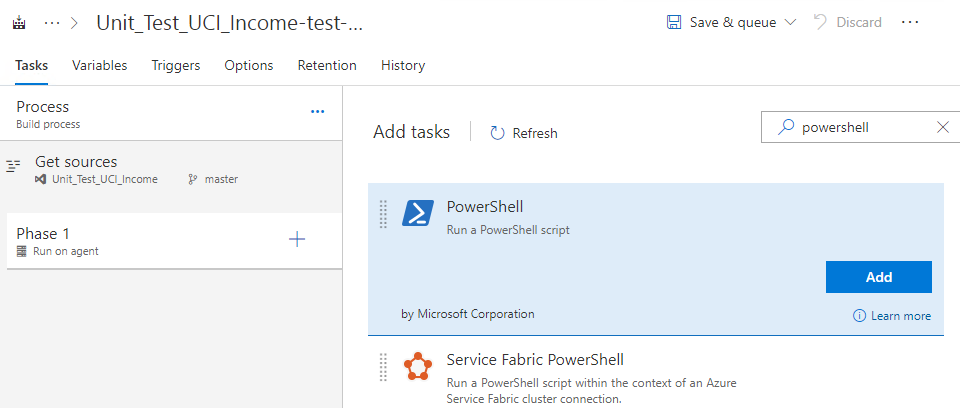 Unit_Test_UCI_Income-test-...
Save & queue
Discard
Tasks
Variables
Triggers
Options
Retention
History
Process
Build process
Get sources
Unit_Test_UCI_Income
master
Phase 1
Run on agent
Add tasks
Refresh
powershell
PowerShell
Run a PowerShell script
Add
by Microsoft Corporation
Learn more
Service Fabric PowerShell
Run a PowerShell script within the context of an Azure
Service Fabric cluster connection.